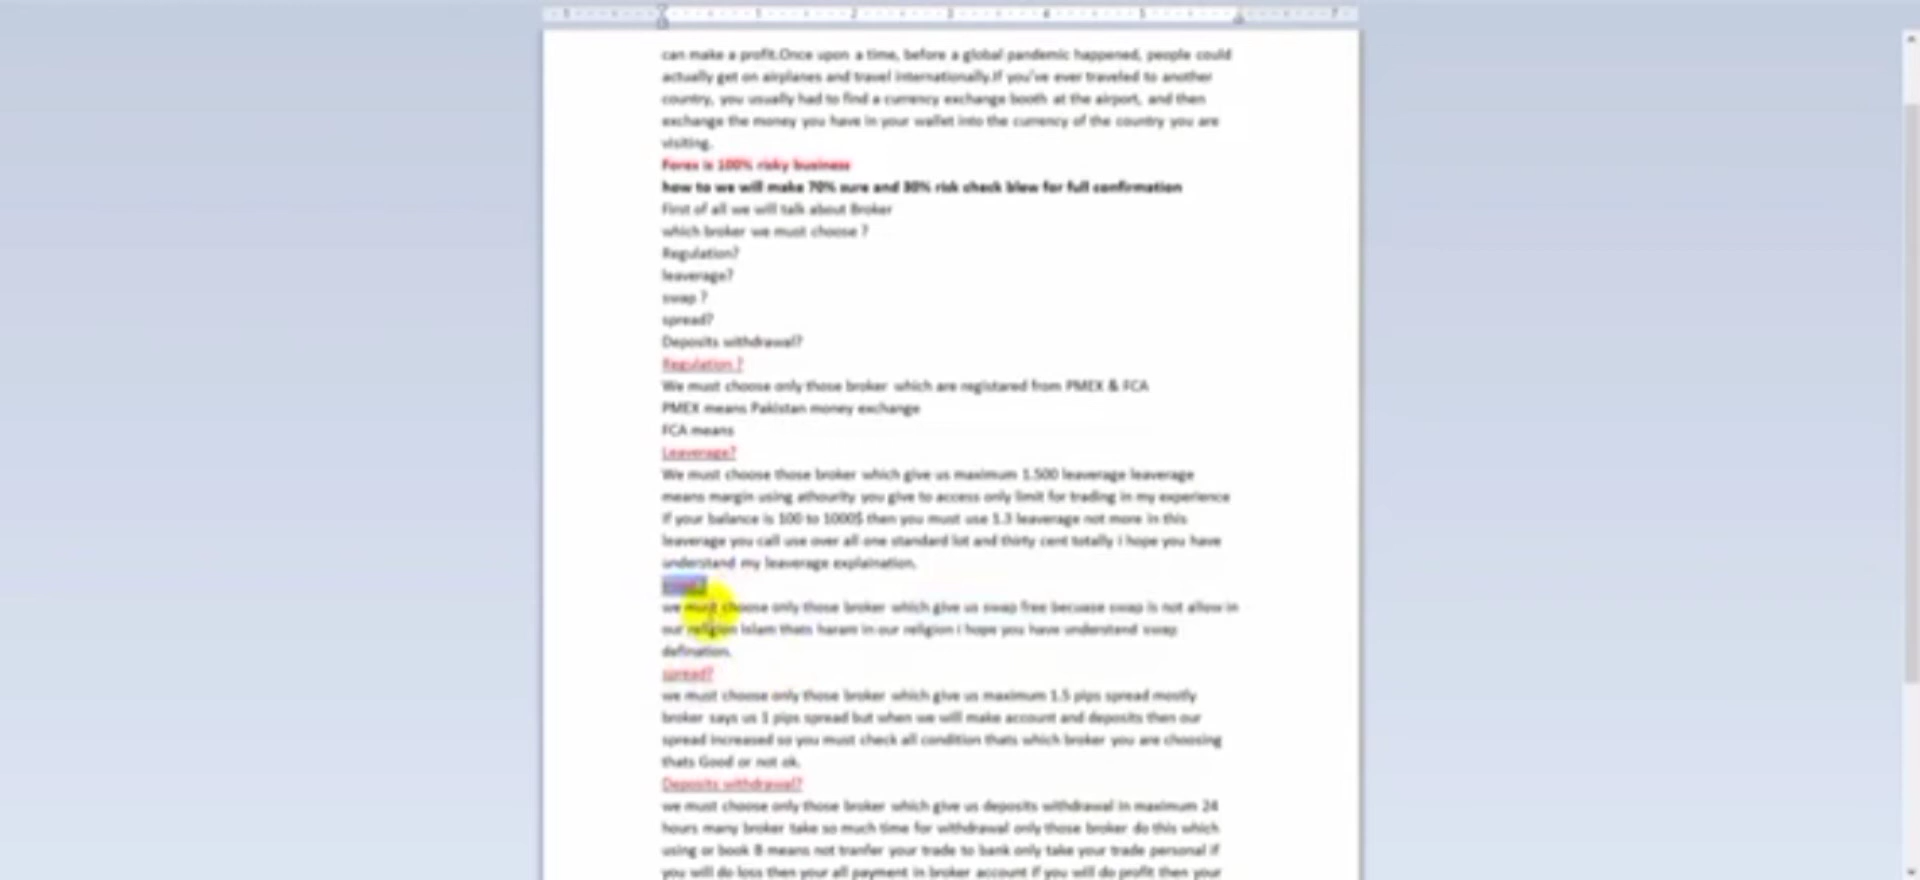 can make a profit.Once upon a time, before a global pandemic happened, people could
actually get on airplanes and travel internationally.If you've ever traveled to another
country, you usually had to find a currency exchange booth at the airport, and then
exchange the money you have in your wallet into the currency of the country you are
visiting.
Forex is 100% risky business
how to we will make 70% sure and 30% risk check blew for full confirmation
First of all we will talk about Broker
which broker we must choose ?
Regulation?
leaverage?
swap ?
spread?
Deposits withdrawal?
Regulation ?
We must choose only those broker which are registared from PMEX & FCA
PMEX means Pakistan money exchange
FCA means
Leaverage?
We must choose those broker which give us maximum 1.500 leaverage leaverage
means margin using athourity you give to access only limit for trading in my experience
if your balance is 100 to 1000$ then you must use 1.3 leaverage not more in this
leaverage you call use over all one standard lot and thirty cent totally i hope you have
understand my leaverage explaination.
we must choose only those broker which give us swap free becuase swap is not allow in
our religion Islam thats haram in our religion i hope you have understand swap
defination.
spread?
we must choose only those broker which give us maximum 1.5 pips spread mostly
broker says us 1 pips spread but when we will make account and deposits then our
spread increased so you must check all condition thats which broker you are choosing
thats Good or not ok.
Deposits withdrawal?
we must choose only those broker which give us deposits withdrawal in maximum 24
hours many broker take so much time for withdrawal only those broker do this which
using or book B means not tranfer your trade to bank only take your trade personal if
you will do loss then your all payment in broker account if you will do profit then your